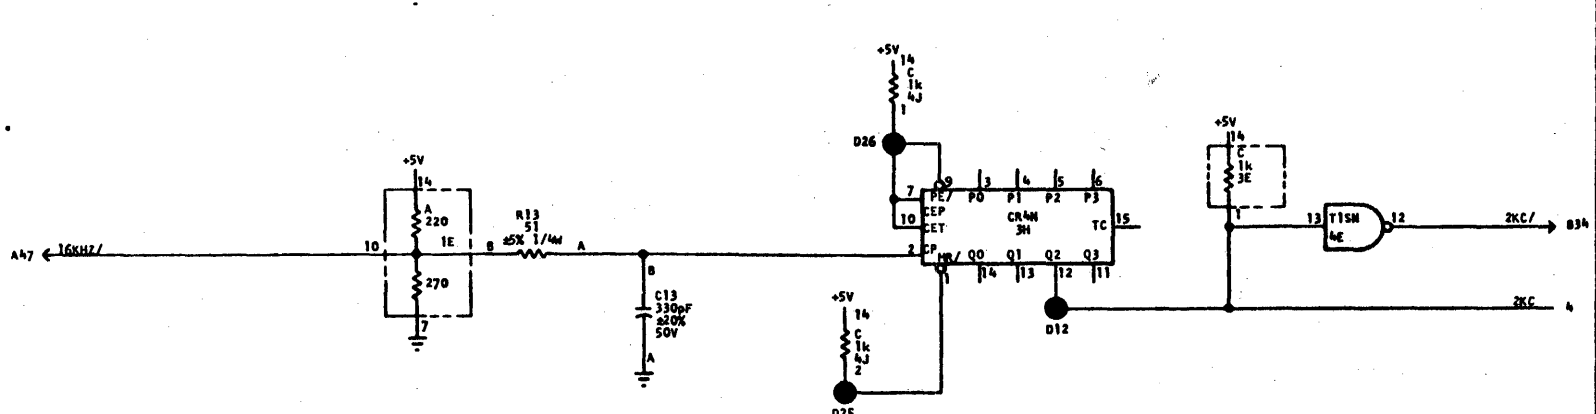 +5V
14
C
1k
4J
1
D26
+5V
14
C
1k
3E
1
+5V
14
A
220
1E
10
270
7
A47
16KHZ/
R13
51
±5% 1/4W
B
A
B
C13
330pF
±20%
50V
A
9
3
4
5
6
7
PE/
P0
P1
P2
P3
CEP
10
CET
CR4N
3H
TC
15
2
CP
MR/
Q0
Q1
Q2
Q3
1
14
13
12
11
13
T1SN
4E
12
2KC/
B34
+5V
14
C
1k
4J
2
D12
2KC
4